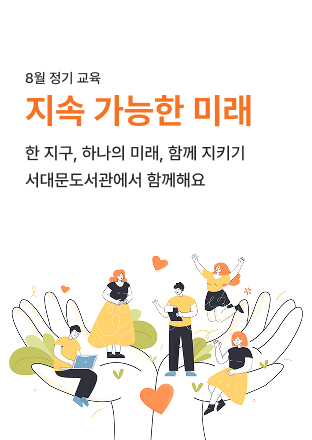 8월 정기 교육
지속 가능한 미래
한 지구, 하나의 미래, 함께 지키기
서대문도서관에서 함께해요